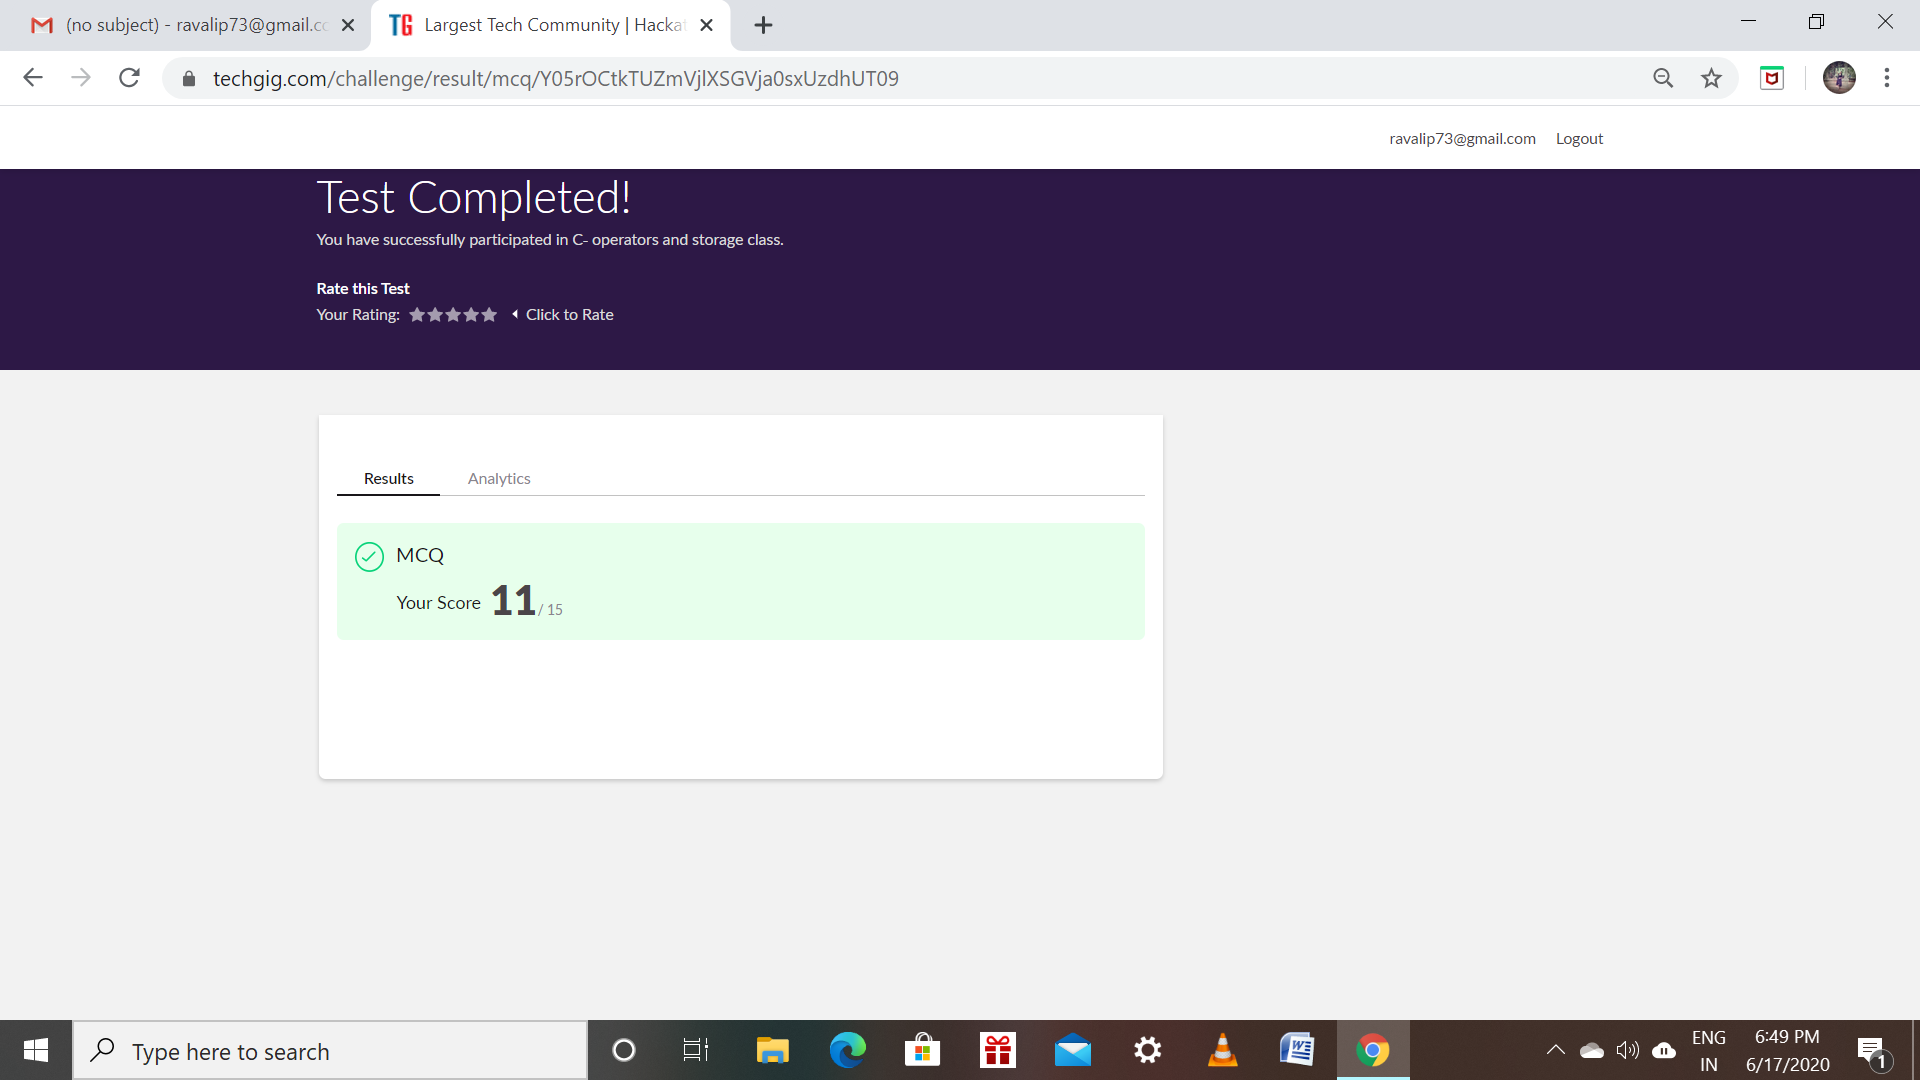 (no subject) - ravalip73@gmail.co
TG Largest Tech Community | Hacka
techgig.com/challenge/result/mcq/Y05rOCtkTUZmVjlXSGVja0sxUzdhUT09
ravalip73@gmail.com Logout
Test Completed!
You have successfully participated in C- operators and storage class.
Rate this Test
Your Rating: Click to Rate
Results Analytics
MCQ
Your Score 11 / 15
Type here to search
ENG
IN
6:49 PM
6/17/2020
1